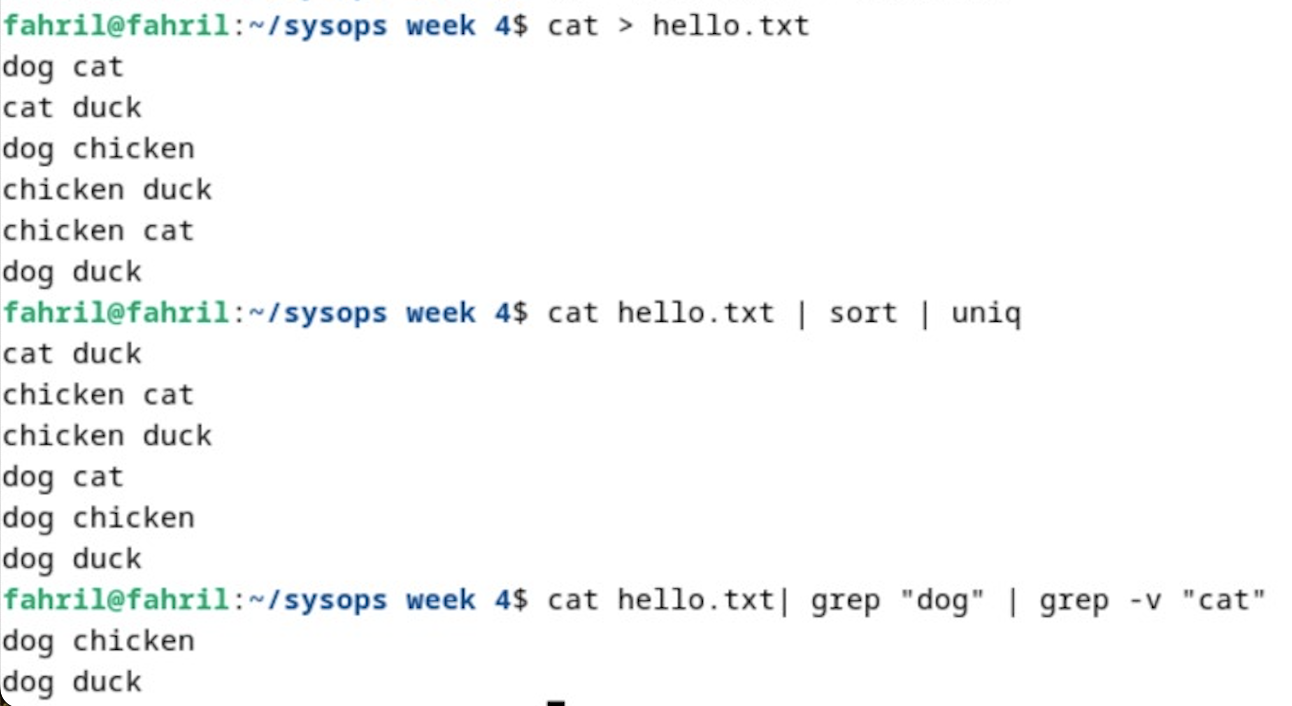 fahril@fahril:~/sysops week 4$ cat > hello.txt
dog cat
cat duck
dog chicken
chicken duck
chicken cat
dog duck
fahril@fahril:~/sysops week 4$ cat hello.txt | sort | uniq
cat duck
chicken cat
chicken duck
dog cat
dog chicken
dog duck
fahril@fahril:~/sysops week 4$ cat hello.txt| grep "dog" | grep -v "cat"
dog chicken
dog duck